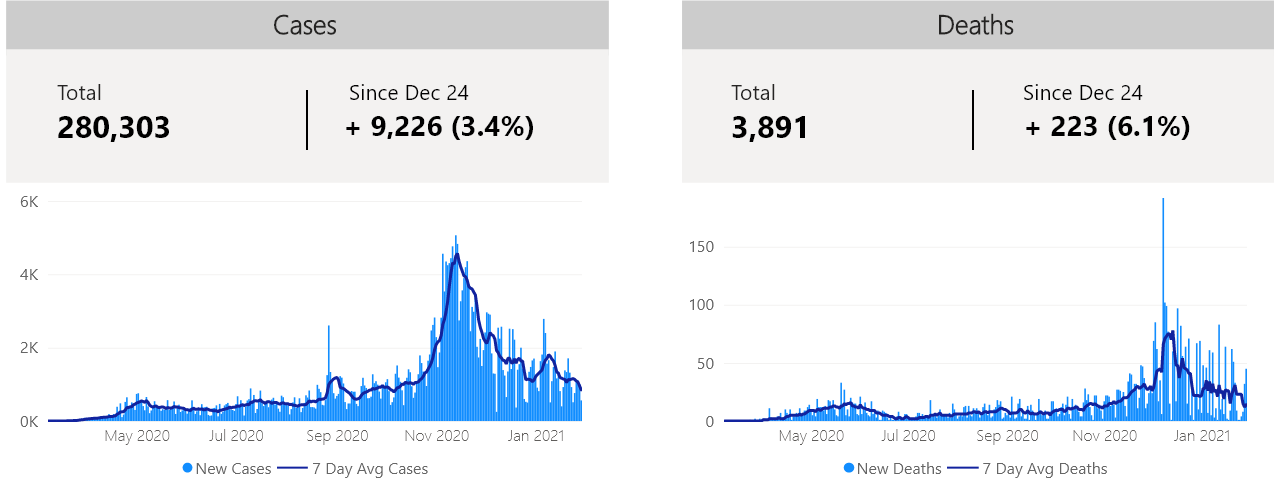 Cases
Total
280,303
Since Dec 24
+ 9,226 (3.4%)
6K
4K
2K
0K
May 2020
Jul 2020
Sep 2020
Nov 2020
Jan 2021
New Cases
7 Day Avg Cases
Deaths
Total
3,891
Since Dec 24
+ 223 (6.1%)
150
100
50
0
May 2020
Jul 2020
Sep 2020
Nov 2020
Jan 2021
New Deaths
7 Day Avg Deaths